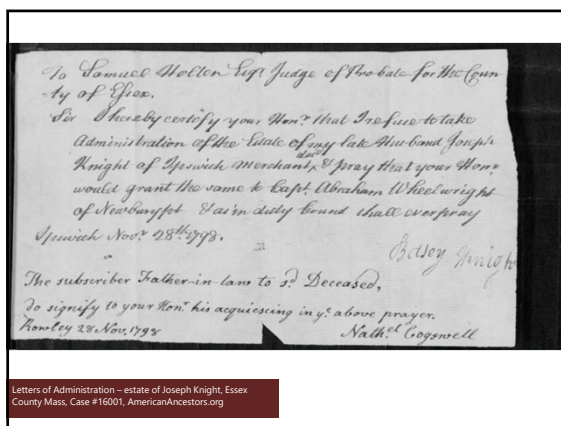 To Samuel Holten Esqr Judge of Probate for the Coun
-ty of Essex.
Sir I hereby certify your Honr that I refuse to take
Administration of the Estate of my late Husband Joseph
decd
Knight of Ipswich merchant, & pray that your Honr
would grant the same to Capt. Abraham Wheelwright
of Newburypt & as in duty bound shall ever pray
Ipswich Novr 28th 1798.
Betsey Knight
The subscriber Father-in-law to sd Deceased,
do signify to your Honr his acquiescing in ye above prayer.
Rowley 28 Nov. 1798
Nathel Cogswell
Letters of Administration – estate of Joseph Knight, Essex
County Mass, Case #16001, AmericanAncestors.org